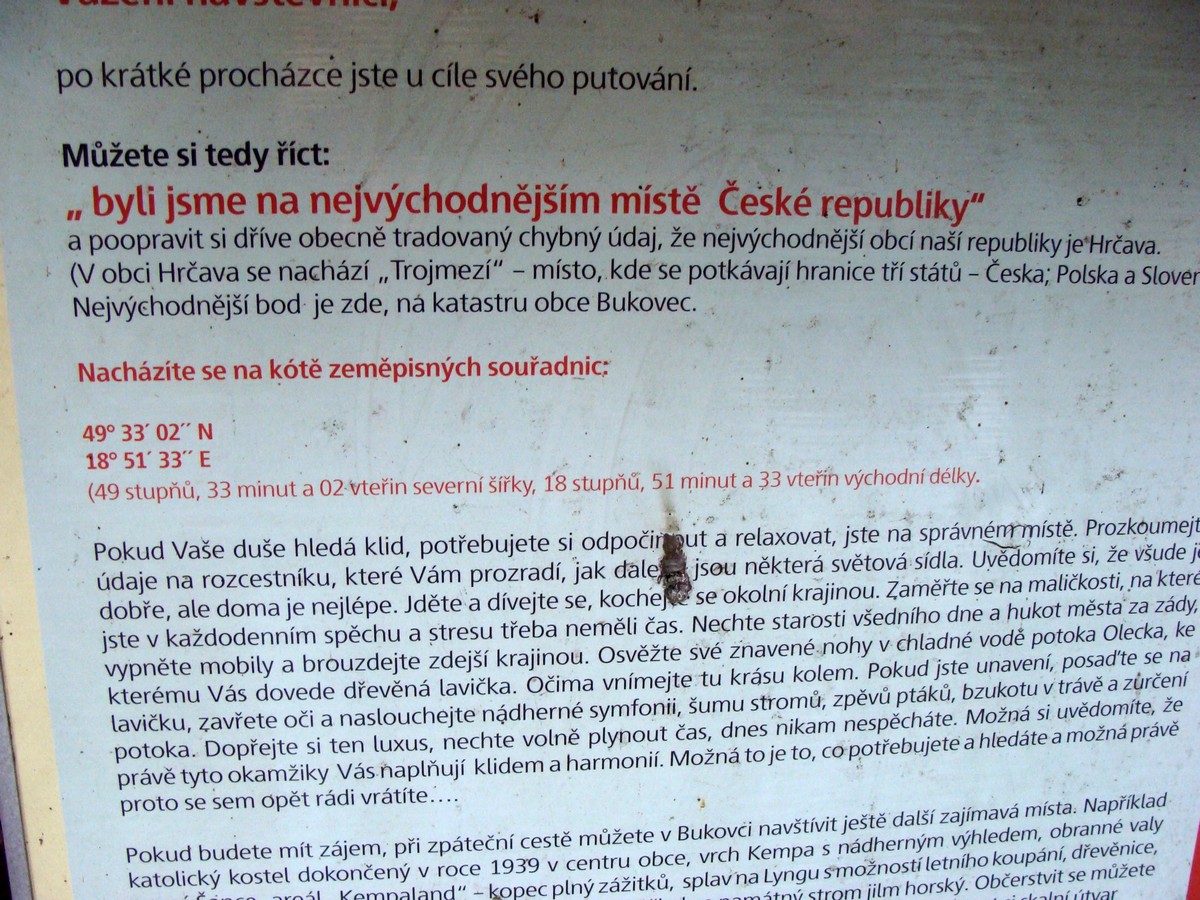 Vážení návštěvníci,
po krátké procházce jste u cíle svého putování.
Můžete si tedy říct:
„ byli jsme na nejvýchodnějším místě České republiky“
a poopravit si dříve obecně tradovaný chybný údaj, že nejvýchodnější obcí naší republiky je Hrčava.
(V obci Hrčava se nachází „Trojmezí“ – místo, kde se potkávají hranice tří států – Česka, Polska a Sloven
Nejvýchodnější bod je zde, na katastru obce Bukovec.
Nacházíte se na kótě zeměpisných souřadnic:
49° 33´ 02´´ N
18° 51´ 33´´ E
(49 stupňů, 33 minut a 02 vteřin severní šířky, 18 stupňů, 51 minut a 33 vteřin východní délky.
Pokud Vaše duše hledá klid, potřebujete si odpočinout a relaxovat, jste na správném místě. Prozkoumejt
údaje na rozcestníku, které Vám prozradí, jak daleko jsou některá světová sídla. Uvědomíte si, že všude je
dobře, ale doma je nejlépe. Jděte a dívejte se, kochejte se okolní krajinou. Zaměřte se na maličkosti, na které
jste v každodenním spěchu a stresu třeba neměli čas. Nechte starosti všedního dne a hukot města za zády,
vypněte mobily a brouzdejte zdejší krajinou. Osvěžte své znavené nohy v chladné vodě potoka Olecka, ke
kterému Vás dovede dřevěná lavička. Očima vnímejte tu krásu kolem. Pokud jste unavení, posaďte se na
lavičku, zavřete oči a naslouchejte nádherné symfonii, šumu stromů, zpěvů ptáků, bzukotu v trávě a zurčení
potoka. Dopřejte si ten luxus, nechte volně plynout čas, dnes nikam nespěcháte. Možná si uvědomíte, že
právě tyto okamžiky Vás naplňují klidem a harmonií. Možná to je to, co potřebujete a hledáte a možná právě
proto se sem opět rádi vrátíte….
Pokud budete mít zájem, při zpáteční cestě můžete v Bukovci navštívit ještě další zajímavá místa. Například
katolický kostel dokončený v roce 1939 v centru obce, vrch Kempa s nádherným výhledem, obranné valy
Šance, areál „Kempaland“ – kopec plný zážitků, splav na Lyngu s možností letního koupání, dřevěnice,
památný strom jilm horský. Občerstvit se můžete
skalní útvar